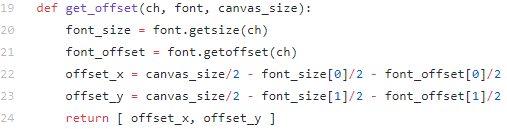 19 def get_offset(ch, font, canvas_size):
20     font_size = font.getsize(ch)
21     font_offset = font.getoffset(ch)
22     offset_x = canvas_size/2 - font_size[0]/2 - font_offset[0]/2
23     offset_y = canvas_size/2 - font_size[1]/2 - font_offset[1]/2
24     return [ offset_x, offset_y ]